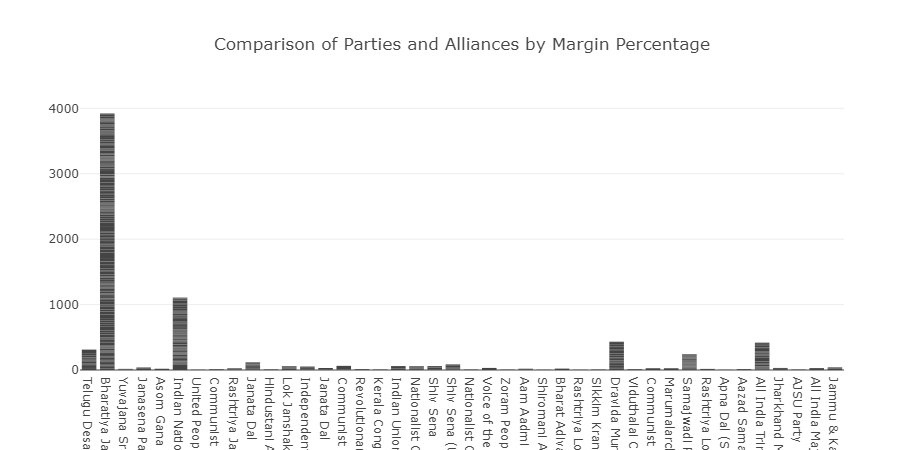 Comparison of Parties and Alliances by Margin Percentage
4000
3000
2000
1000
0
Telugu Desa
Bharatiya Ja
Yuvajana Sr
Janasena Pa
Asom Gana
Indian Natio
United Peop
Communist
Rashtriya Ja
Janata Dal
Hindustani A
Lok Janshak
Independen
Janata Dal
Communist
Revolutionar
Kerala Cong
Indian Union
Nationalist C
Shiv Sena
Shiv Sena (U
Nationalist C
Voice of the
Zoram Peop
Aam Aadmi
Shiromani A
Bharat Adiva
Rashtriya Lo
Sikkim Kran
Dravida Mun
Viduthalai C
Communist
Marumalarch
Samajwadi P
Rashtriya Lo
Apna Dal (S
Aazad Sama
All India Trin
Jharkhand M
AJSU Party
All India Maj
Jammu & Ka